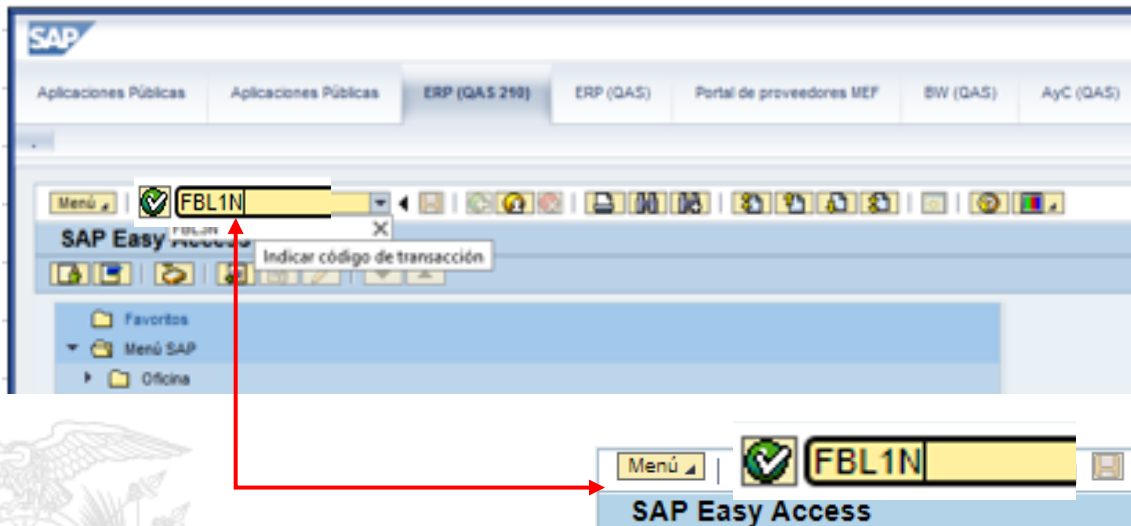 SAP
Aplicaciones Públicas Aplicaciones Públicas ERP (QAS 210) ERP (QAS) Portal de proveedores MEF BW (QAS) AyC (QAS)
Menú FBL1N
SAP Easy Access
Indicar código de transacción
Favoritos
Menú SAP
Oficina
Menú FBL1N
SAP Easy Access